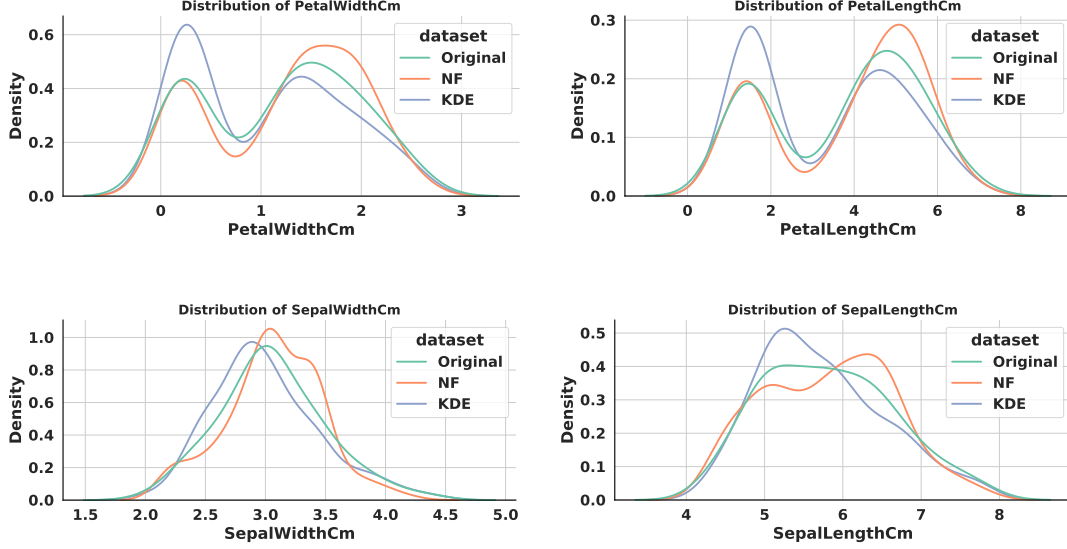 Distribution of PetalWidthCm
Density
0.6
0.4
0.2
0.0
0
1
2
3
PetalWidthCm
dataset
Original
NF
KDE
Distribution of PetalLengthCm
Density
0.3
0.2
0.1
0.0
0
2
4
6
8
PetalLengthCm
dataset
Original
NF
KDE
Distribution of SepalWidthCm
Density
1.0
0.8
0.6
0.4
0.2
0.0
1.5
2.0
2.5
3.0
3.5
4.0
4.5
5.0
SepalWidthCm
dataset
Original
NF
KDE
Distribution of SepalLengthCm
Density
0.5
0.4
0.3
0.2
0.1
0.0
4
5
6
7
8
SepalLengthCm
dataset
Original
NF
KDE